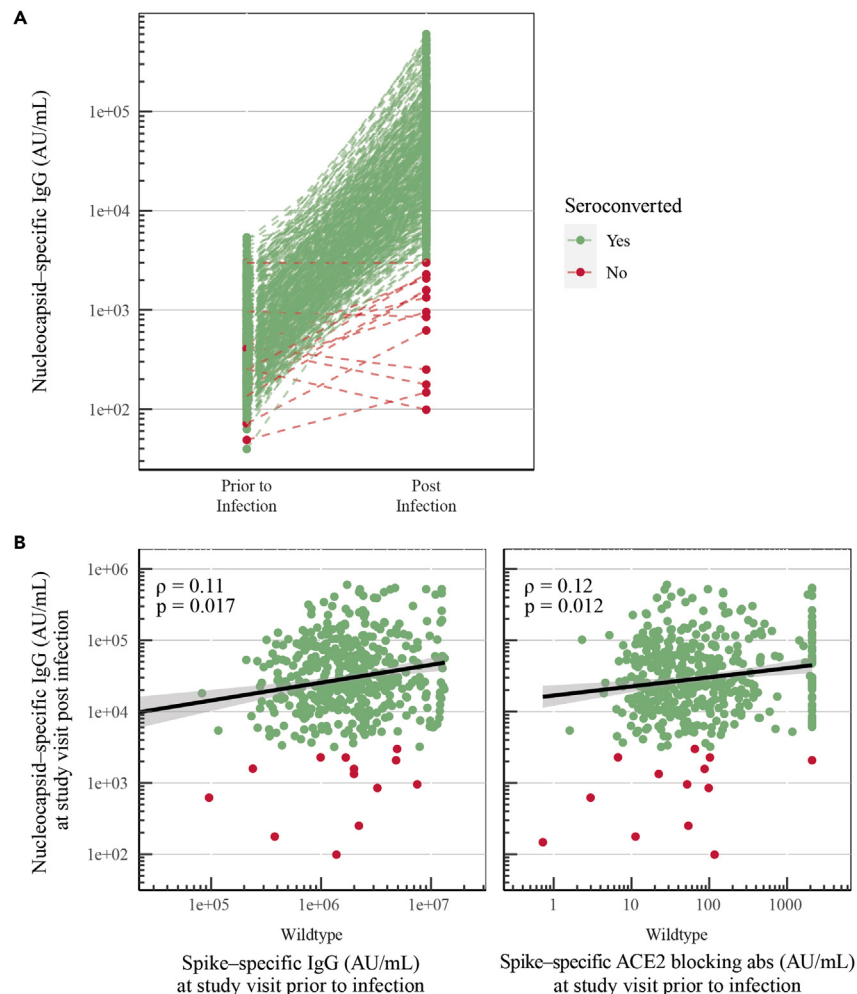 A
Nucleocapsid–specific IgG (AU/mL)
1e+05
1e+04
1e+03
1e+02
Prior to
Infection
Post
Infection
Seroconverted
Yes
No
B
Nucleocapsid–specific IgG (AU/mL)
at study visit post infection
1e+06
1e+05
1e+04
1e+03
1e+02
ρ = 0.11
p = 0.017
1e+05
1e+06
1e+07
Wildtype
Spike–specific IgG (AU/mL)
at study visit prior to infection
ρ = 0.12
p = 0.012
1
10
100
1000
Wildtype
Spike–specific ACE2 blocking abs (AU/mL)
at study visit prior to infection